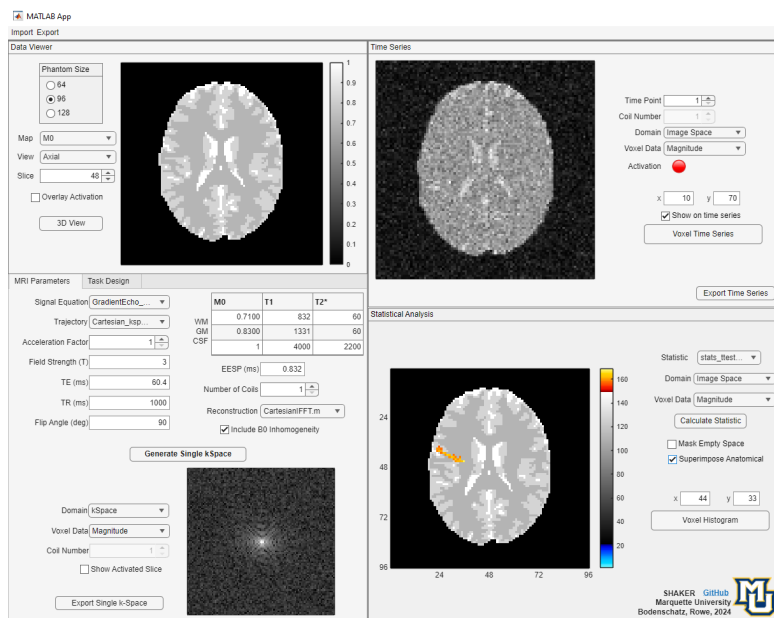 MATLAB App
Import Export
Data Viewer
Phantom Size
64
96
128
Map M0
View Axial
Slice 48
Overlay Activation
3D View
1
0.9
0.8
0.7
0.6
0.5
0.4
0.3
0.2
0.1
0
Time Series
Time Point 1
Coil Number 1
Domain Image Space
Voxel Data Magnitude
Activation
x 10 y 70
Show on time series
Voxel Time Series
Export Time Series
MRI Parameters Task Design
Signal Equation GradientEcho_...
Trajectory Cartesian_ksp...
Acceleration Factor 1
Field Strength (T) 3
TE (ms) 60.4
TR (ms) 1000
Flip Angle (deg) 90
M0 T1 T2*
WM 0.7100 832 60
GM 0.8300 1331 60
CSF 1 4000 2200
EESP (ms) 0.832
Number of Coils 1
Reconstruction CartesianIFFT.m
Include B0 Inhomogeneity
Generate Single kSpace
Domain kSpace
Voxel Data Magnitude
Coil Number 1
Show Activated Slice
Export Single k-Space
Statistical Analysis
24
48
72
96
24 48 72 96
160
140
120
100
80
60
40
20
Statistic stats_ttest...
Domain Image Space
Voxel Data Magnitude
Calculate Statistic
Mask Empty Space
Superimpose Anatomical
x 44 y 33
Voxel Histogram
SHAKER GitHub
Marquette University
Bodenschatz, Rowe, 2024
MU